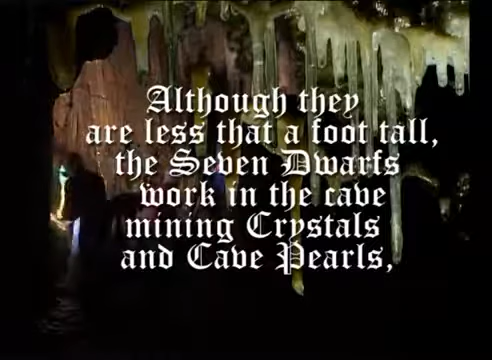 Although they
are less that a foot tall,
the Seven Dwarfs
work in the cave
mining Crystals
and Cave Pearls,